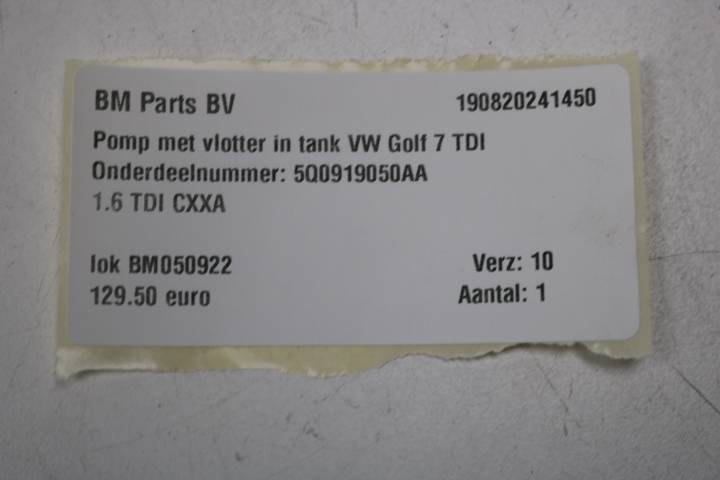 BM Parts BV 190820241450
Pomp met vlotter in tank VW Golf 7 TDI
Onderdeelnummer: 5Q0919050AA
1.6 TDI CXXA
lok BM050922 Verz: 10
129.50 euro Aantal: 1